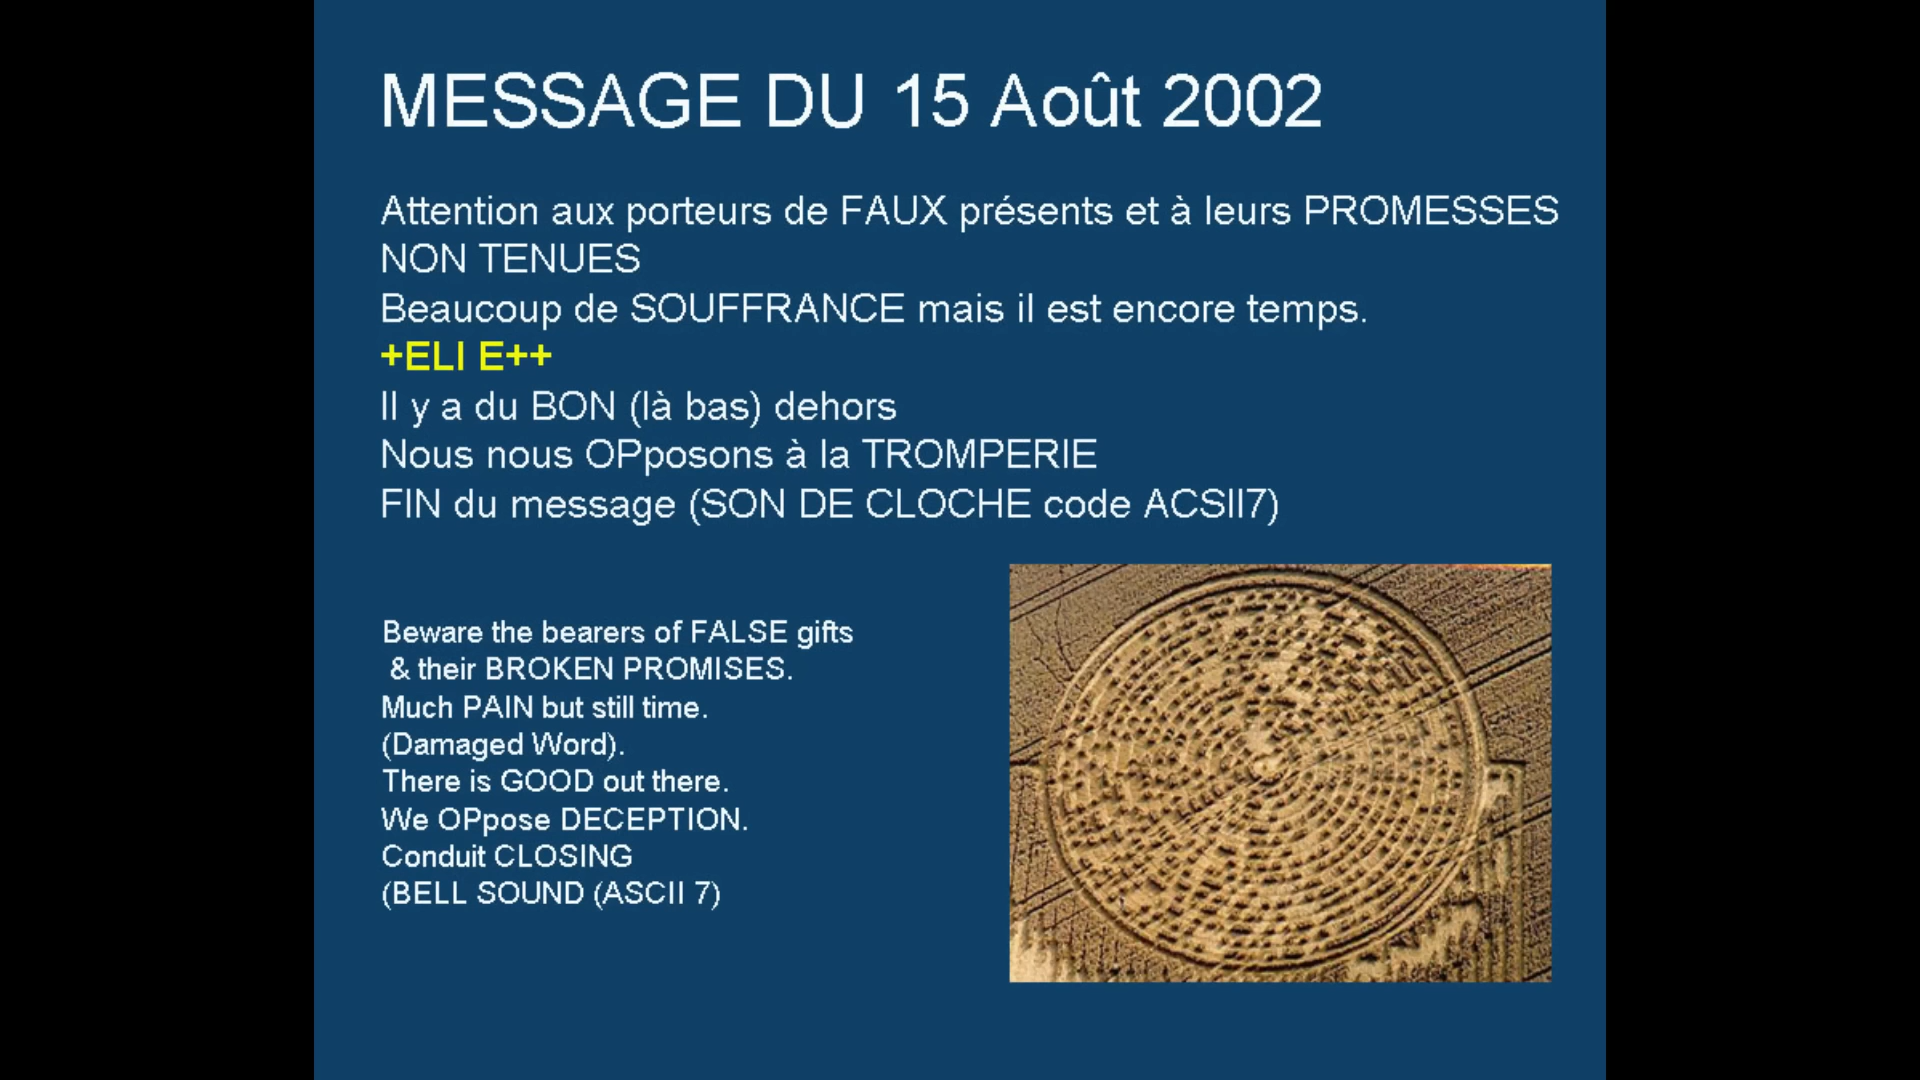 MESSAGE DU 15 Août 2002
Attention aux porteurs de FAUX présents et à leurs PROMESSES
NON TENUES
Beaucoup de SOUFFRANCE mais il est encore temps.
+ELI E++
Il y a du BON (là bas) dehors
Nous nous OPposons à la TROMPERIE
FIN du message (SON DE CLOCHE code ACSII7)
Beware the bearers of FALSE gifts
& their BROKEN PROMISES.
Much PAIN but still time.
(Damaged Word).
There is GOOD out there.
We OPpose DECEPTION.
Conduit CLOSING
(BELL SOUND (ASCII 7)